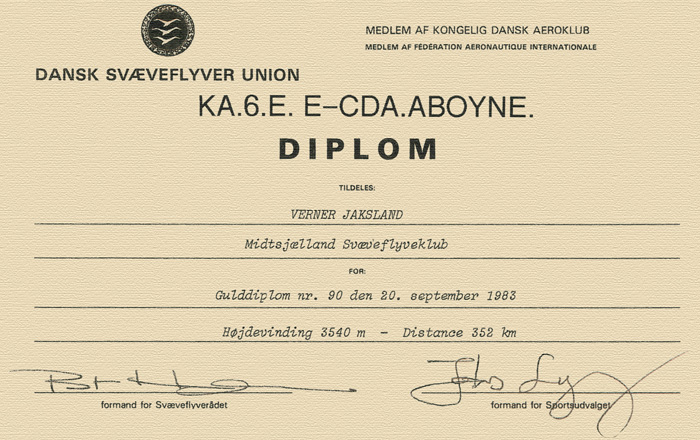 MEDLEM AF KONGELIG DANSK AEROKLUB
MEDLEM AF FÉDÉRATION AERONAUTIQUE INTERNATIONALE
DANSK SVÆVEFLYVER UNION
KA.6.E. E–CDA.ABOYNE.
DIPLOM
TILDELES:
VERNER JAKSLAND
Midtsjælland Svæveflyveklub
FOR:
Gulddiplom nr. 90 den 20. september 1983
Højdevinding 3540 m – Distance 352 km
formand for Svæveflyverådet
formand for Sportsudvalget